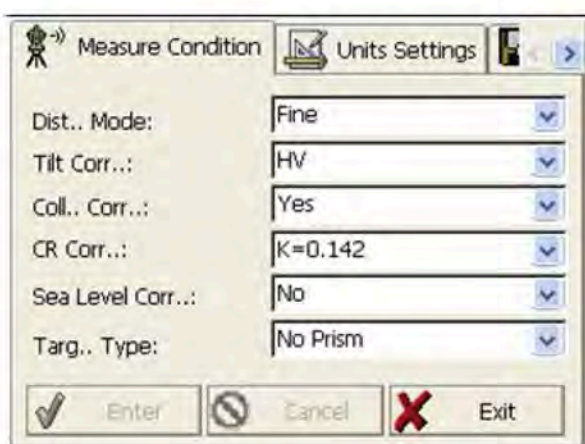 Measure Condition Units Settings
Dist.. Mode: Fine
Tilt Corr..: HV
Coll.. Corr..: Yes
CR Corr..: K=0.142
Sea Level Corr..: No
Targ.. Type: No Prism
Enter Cancel Exit